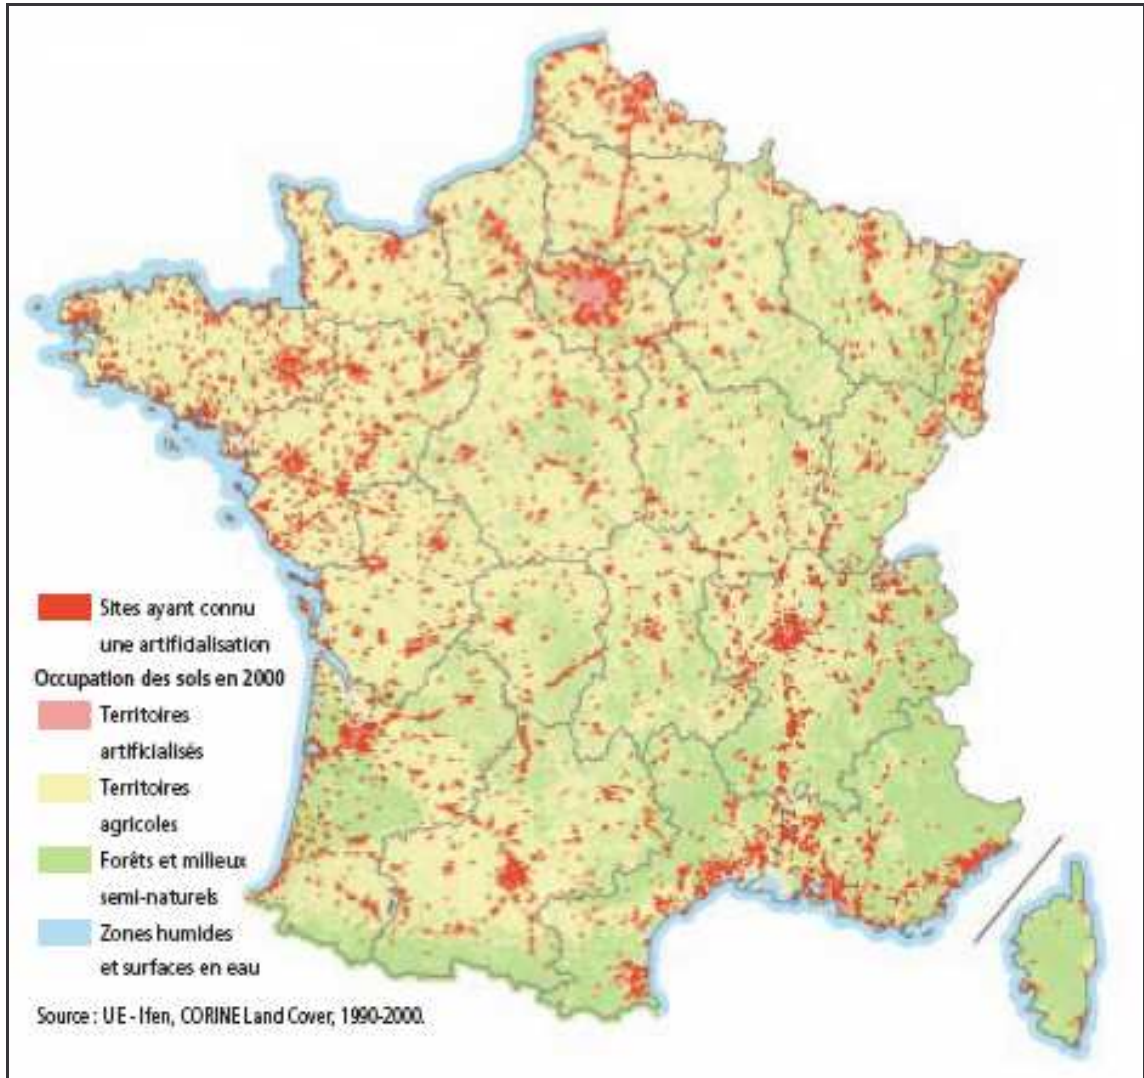 Sites ayant connu
une artificialisation
Occupation des sols en 2000
Territoires
artificialisés
Territoires
agricoles
Forêts et milieux
semi-naturels
Zones humides
et surfaces en eau
Source : UE - Ifen, CORINE Land Cover, 1990-2000.